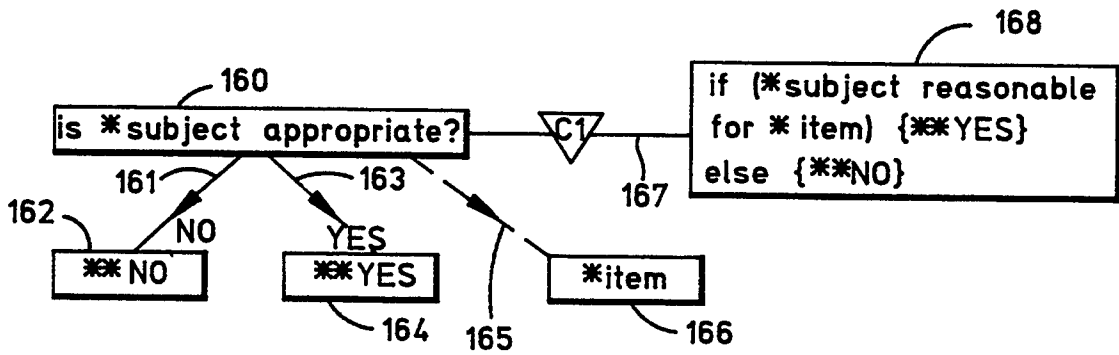 168
160
if (*subject reasonable
for * item) {**YES}
else {**NO}
is *subject appropriate?
C1
161
163
167
162
NO
YES
**NO
**YES
*item
164
165
166